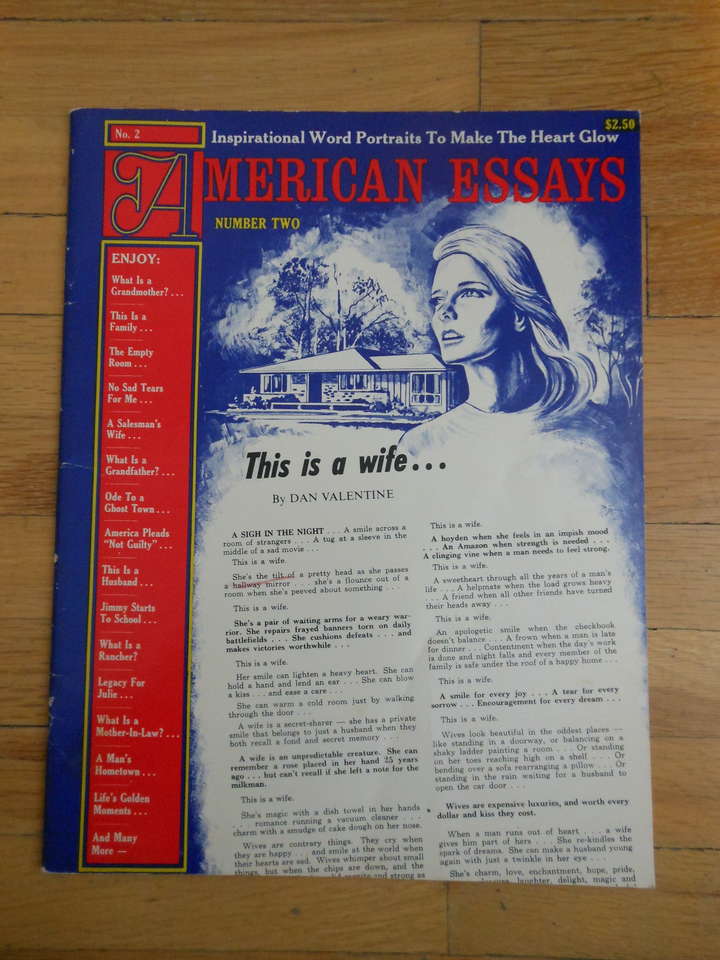 No. 2
Inspirational Word Portraits To Make The Heart Glow
$2.50
AMERICAN ESSAYS
NUMBER TWO
ENJOY:
What Is a
Grandmother? ...
This Is a
Family ...
The Empty
Room ...
No Sad Tears
For Me ...
A Salesman's
Wife ...
What Is a
Grandfather? ...
Ode To a
Ghost Town ...
America Pleads
"Not Guilty" ...
This Is a
Husband ...
Jimmy Starts
To School ...
What Is a
Rancher?
Legacy For
Julie ...
What Is a
Mother-In-Law? ...
A Man's
Hometown ...
Life's Golden
Moments ...
And Many
More —
This is a wife...
By DAN VALENTINE
A SIGH IN THE NIGHT . . . A smile across a
room of strangers . . . A tug at a sleeve in the
middle of a sad movie . . .
This is a wife.
She's the tilt of a pretty head as she passes
a hallway mirror . . . she's a flounce out of a
room when she's peeved about something . . .
This is a wife.
She's a pair of waiting arms for a weary war-
rior. She repairs frayed banners torn on daily
battlefields . . . She cushions defeats . . . and
makes victories worthwhile . . .
This is a wife.
Her smile can lighten a heavy heart. She can
hold a hand and lend an ear . . . She can blow
a kiss . . . and ease a care . . .
She can warm a cold room just by walking
through the door . . .
A wife is a secret-sharer — she has a private
smile that belongs to just a husband when they
both recall a fond and secret memory . . .
A wife is an unpredictable creature. She can
remember a rose placed in her hand 25 years
ago . . . but can't recall if she left a note for the
milkman.
This is a wife.
She's magic with a dish towel in her hands
. . . romance running a vacuum cleaner . . .
charm with a smudge of cake dough on her nose.
Wives are contrary things. They cry when
they are happy . . . and smile at the world when
their hearts are sad. Wives whimper about small
things, but when the chips are down, and the
and strong as
This is a wife.
A hoyden when she feels in an impish mood
. . . An Amazon when strength is needed . . .
A clinging vine when a man needs to feel strong.
This is a wife.
A sweetheart through all the years of a man's
life . . . A helpmate when the load grows heavy
. . . A friend when all other friends have turned
their heads away . . .
This is a wife.
An apologetic smile when the checkbook
doesn't balance . . . A frown when a man is late
for dinner . . . Contentment when the day's work
is done and night falls and every member of the
family is safe under the roof of a happy home . . .
This is a wife.
A smile for every joy . . . A tear for every
sorrow . . . Encouragement for every dream . . .
This is a wife.
Wives look beautiful in the oddest places —
like standing in a doorway, or balancing on a
shaky ladder painting a room . . . Or standing
on her toes reaching high on a shelf . . . Or
bending over a sofa rearranging a pillow . . . Or
standing in the rain waiting for a husband to
open the car door . . .
Wives are expensive luxuries, and worth every
dollar and kiss they cost.
When a man runs out of heart . . . a wife
gives him part of hers . . . She re-kindles the
spark of dreams. She can make a husband young
again with just a twinkle in her eye . . .
She's charm, love, enchantment, hope, pride,
laughter, delight, magic and